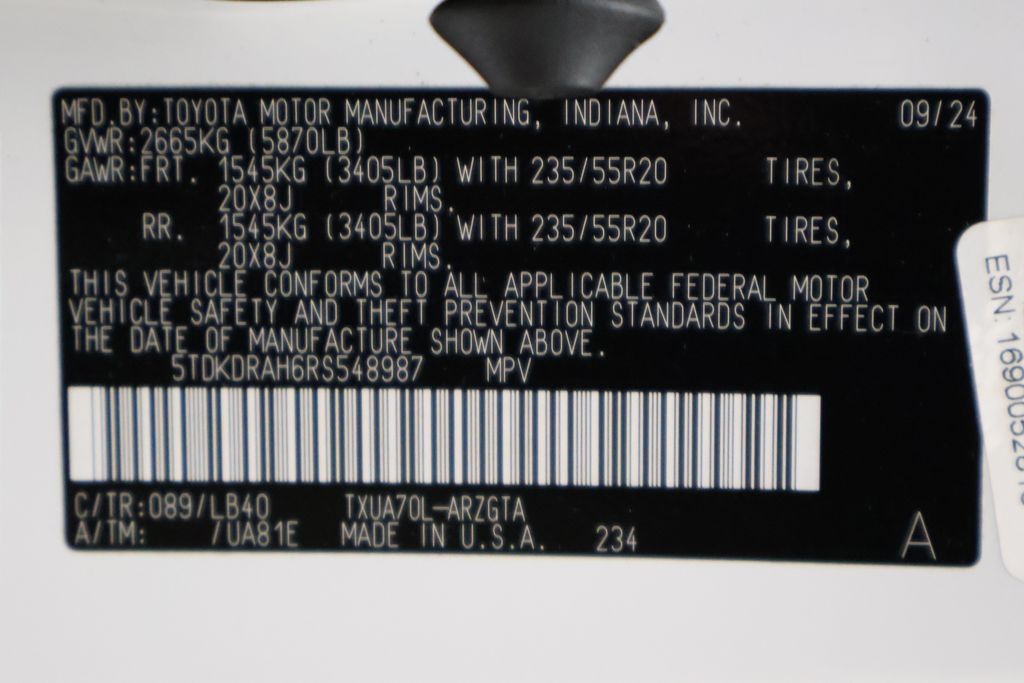 MFD.BY:TOYOTA MOTOR MANUFACTURING, INDIANA, INC. 09/24
GVWR:2665KG (5870LB)
GAWR:FRT. 1545KG (3405LB) WITH 235/55R20 TIRES,
20X8J RIMS.
RR. 1545KG (3405LB) WITH 235/55R20 TIRES,
20X8J RIMS.
THIS VEHICLE CONFORMS TO ALL APPLICABLE FEDERAL MOTOR
VEHICLE SAFETY AND THEFT PREVENTION STANDARDS IN EFFECT ON
THE DATE OF MANUFACTURE SHOWN ABOVE.
5TDKDRAH6RS548987 MPV
C/TR:089/LB40 TXUA70L-ARZGTA
A/TM: /UA81E MADE IN U.S.A. 234 A
ESN: